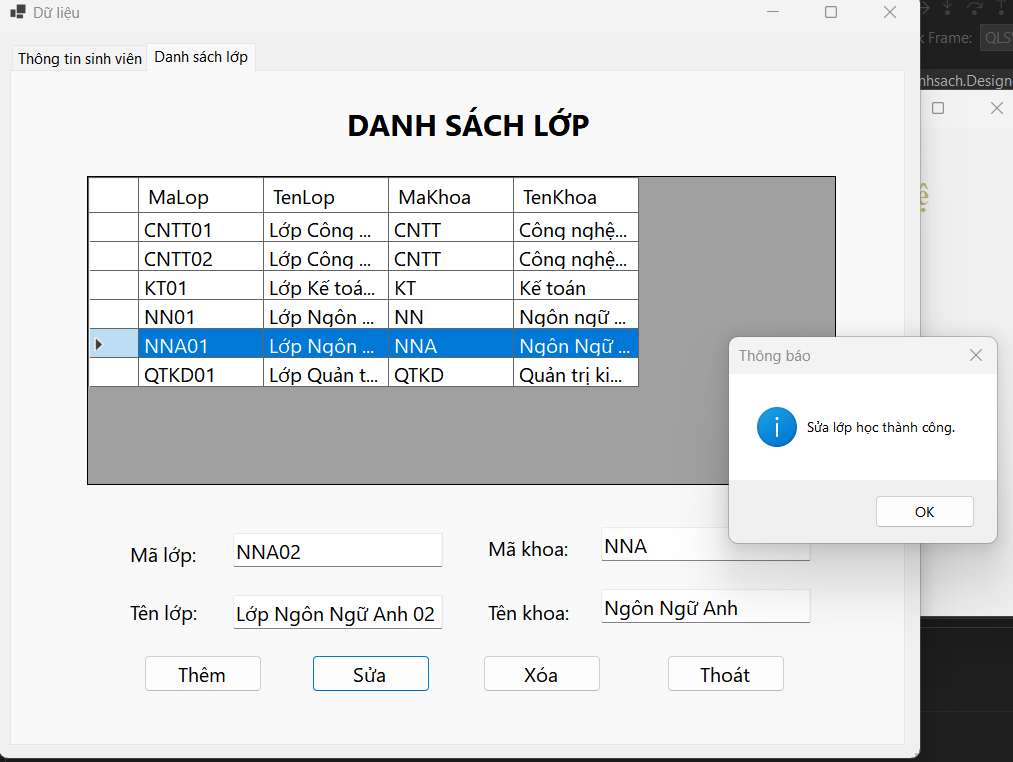 Dữ liệu
Frame:
QLS
Thông tin sinh viên
Danh sách lớp
nhsach.Design
DANH SÁCH LỚP
MaLop TenLop MaKhoa TenKhoa
CNTT01 Lớp Công ... CNTT Công nghệ...
CNTT02 Lớp Công ... CNTT Công nghệ...
KT01 Lớp Kế toá... KT Kế toán
NN01 Lớp Ngôn ... NN Ngôn ngữ ...
NNA01 Lớp Ngôn ... NNA Ngôn Ngữ ...
QTKD01 Lớp Quản t... QTKD Quản trị ki...
Thông báo
Sửa lớp học thành công.
OK
Mã lớp: NNA02
Mã khoa: NNA
Tên lớp: Lớp Ngôn Ngữ Anh 02
Tên khoa: Ngôn Ngữ Anh
Thêm
Sửa
Xóa
Thoát